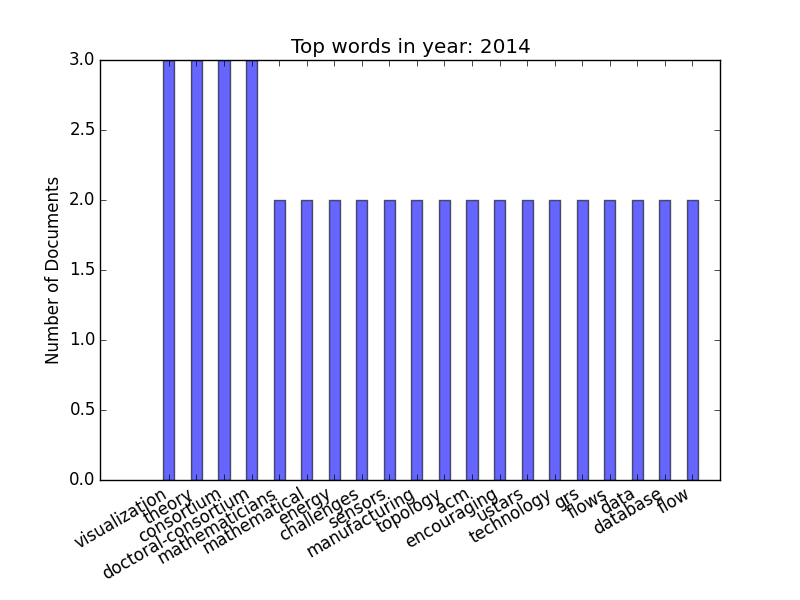 Top words in year: 2014
Number of Documents
3.0
2.5
2.0
1.5
1.0
0.5
0.0
visualization
theory
consortium
doctoral-consortium
mathematicians
mathematical
energy
challenges
sensors
manufacturing
topology
acm
encouraging
ustars
technology
grs
flows
data
database
flow